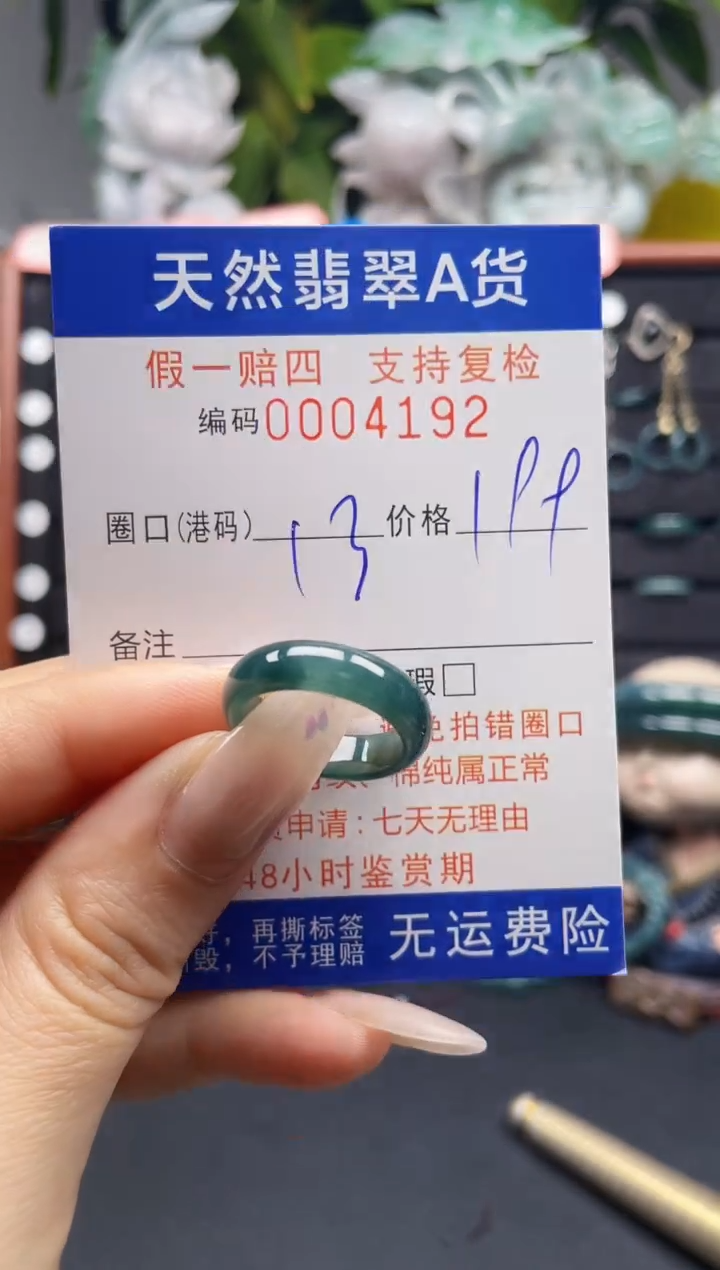 天然翡翠A货
假一赔四 支持复检
编码0004192
圈口(港码) 13 价格 199
备注
瑕□
免拍错圈口
棉纯属正常
申请:七天无理由
48小时鉴赏期
,再撕标签
毁,不予理赔
无运费险